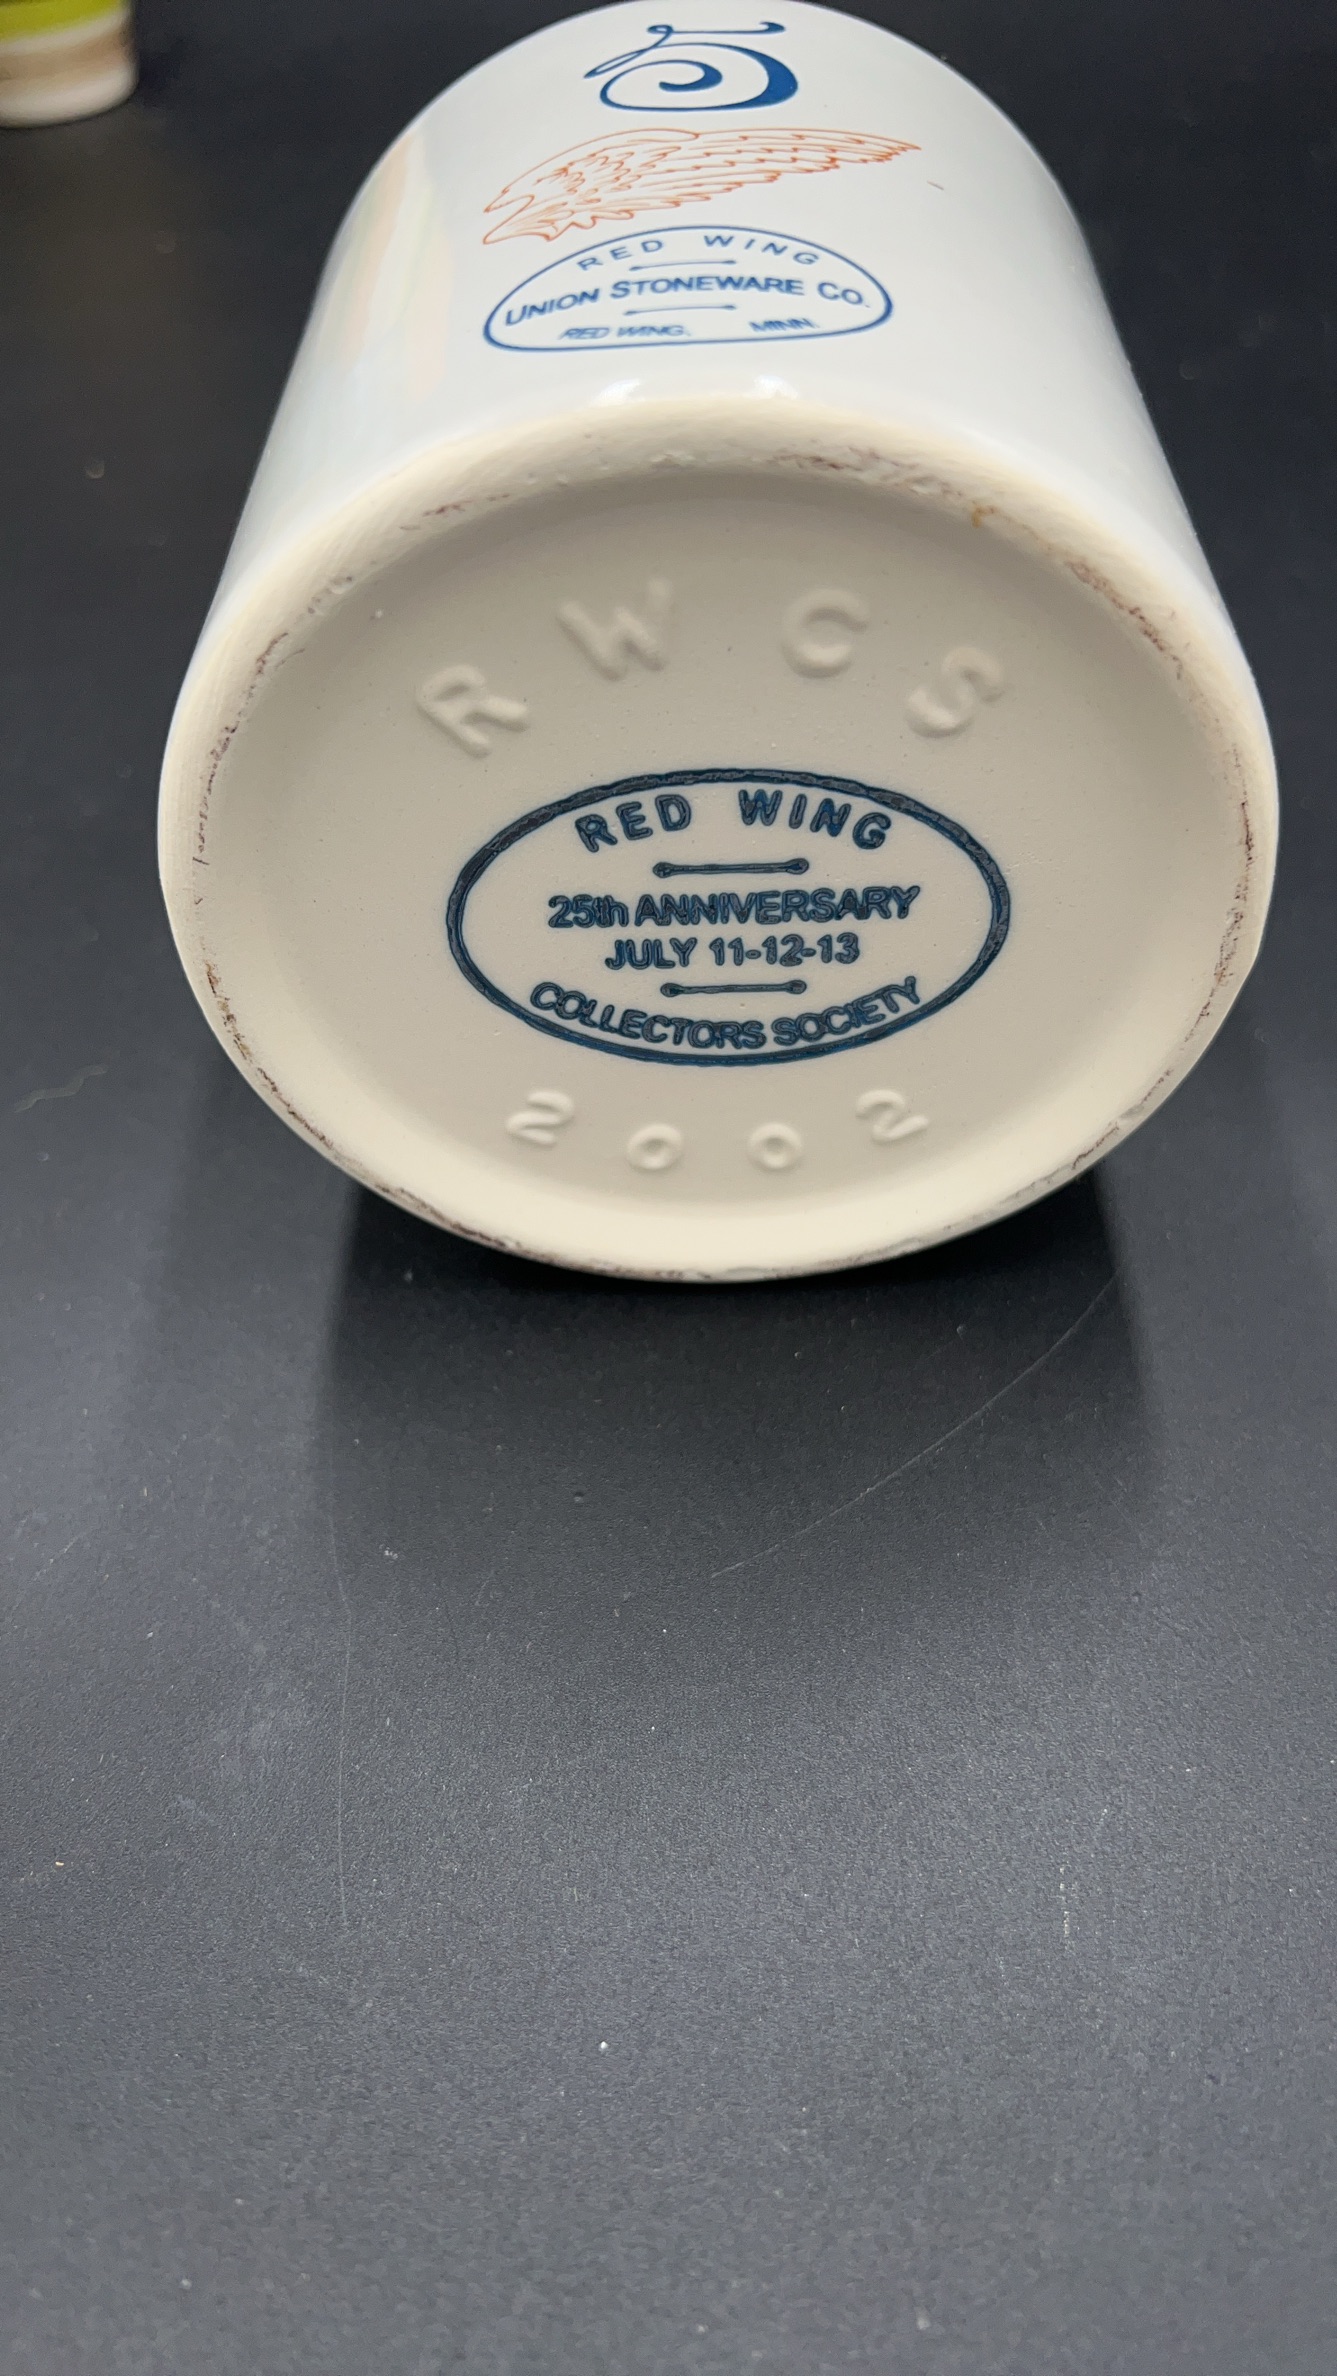 5
RED WING
UNION STONEWARE CO.
RED WING, MINN.
RWCS
RED WING
25th ANNIVERSARY
JULY 11-12-13
COLLECTORS SOCIETY
2002